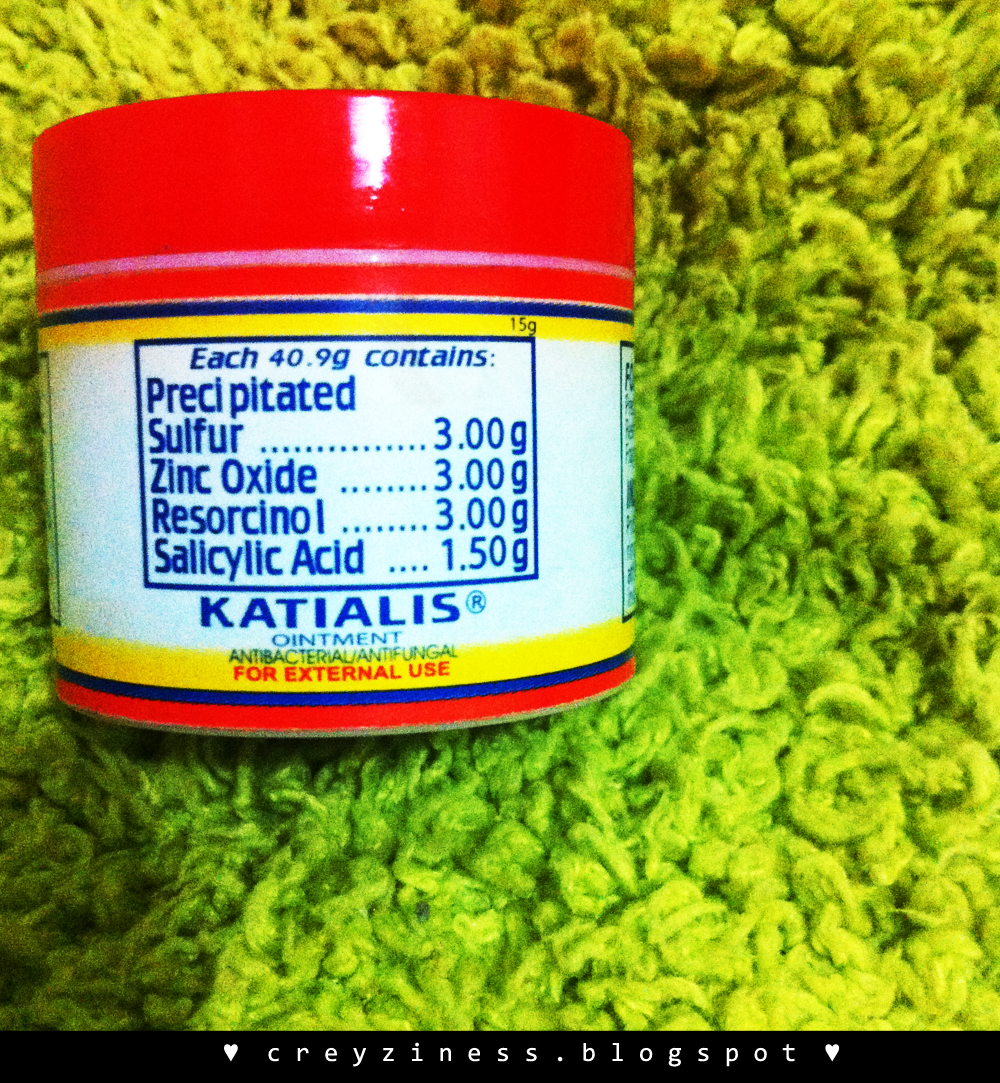 15g
Each 40.9g contains:
Precipitated
Sulfur ............... 3.00g
Zinc Oxide ........ 3.00g
Resorcinol ........ 3.00g
Salicylic Acid .... 1.50g
KATIALIS®
OINTMENT
ANTIBACTERIAL/ANTIFUNGAL
FOR EXTERNAL USE
♥ creyziness.blogspot ♥